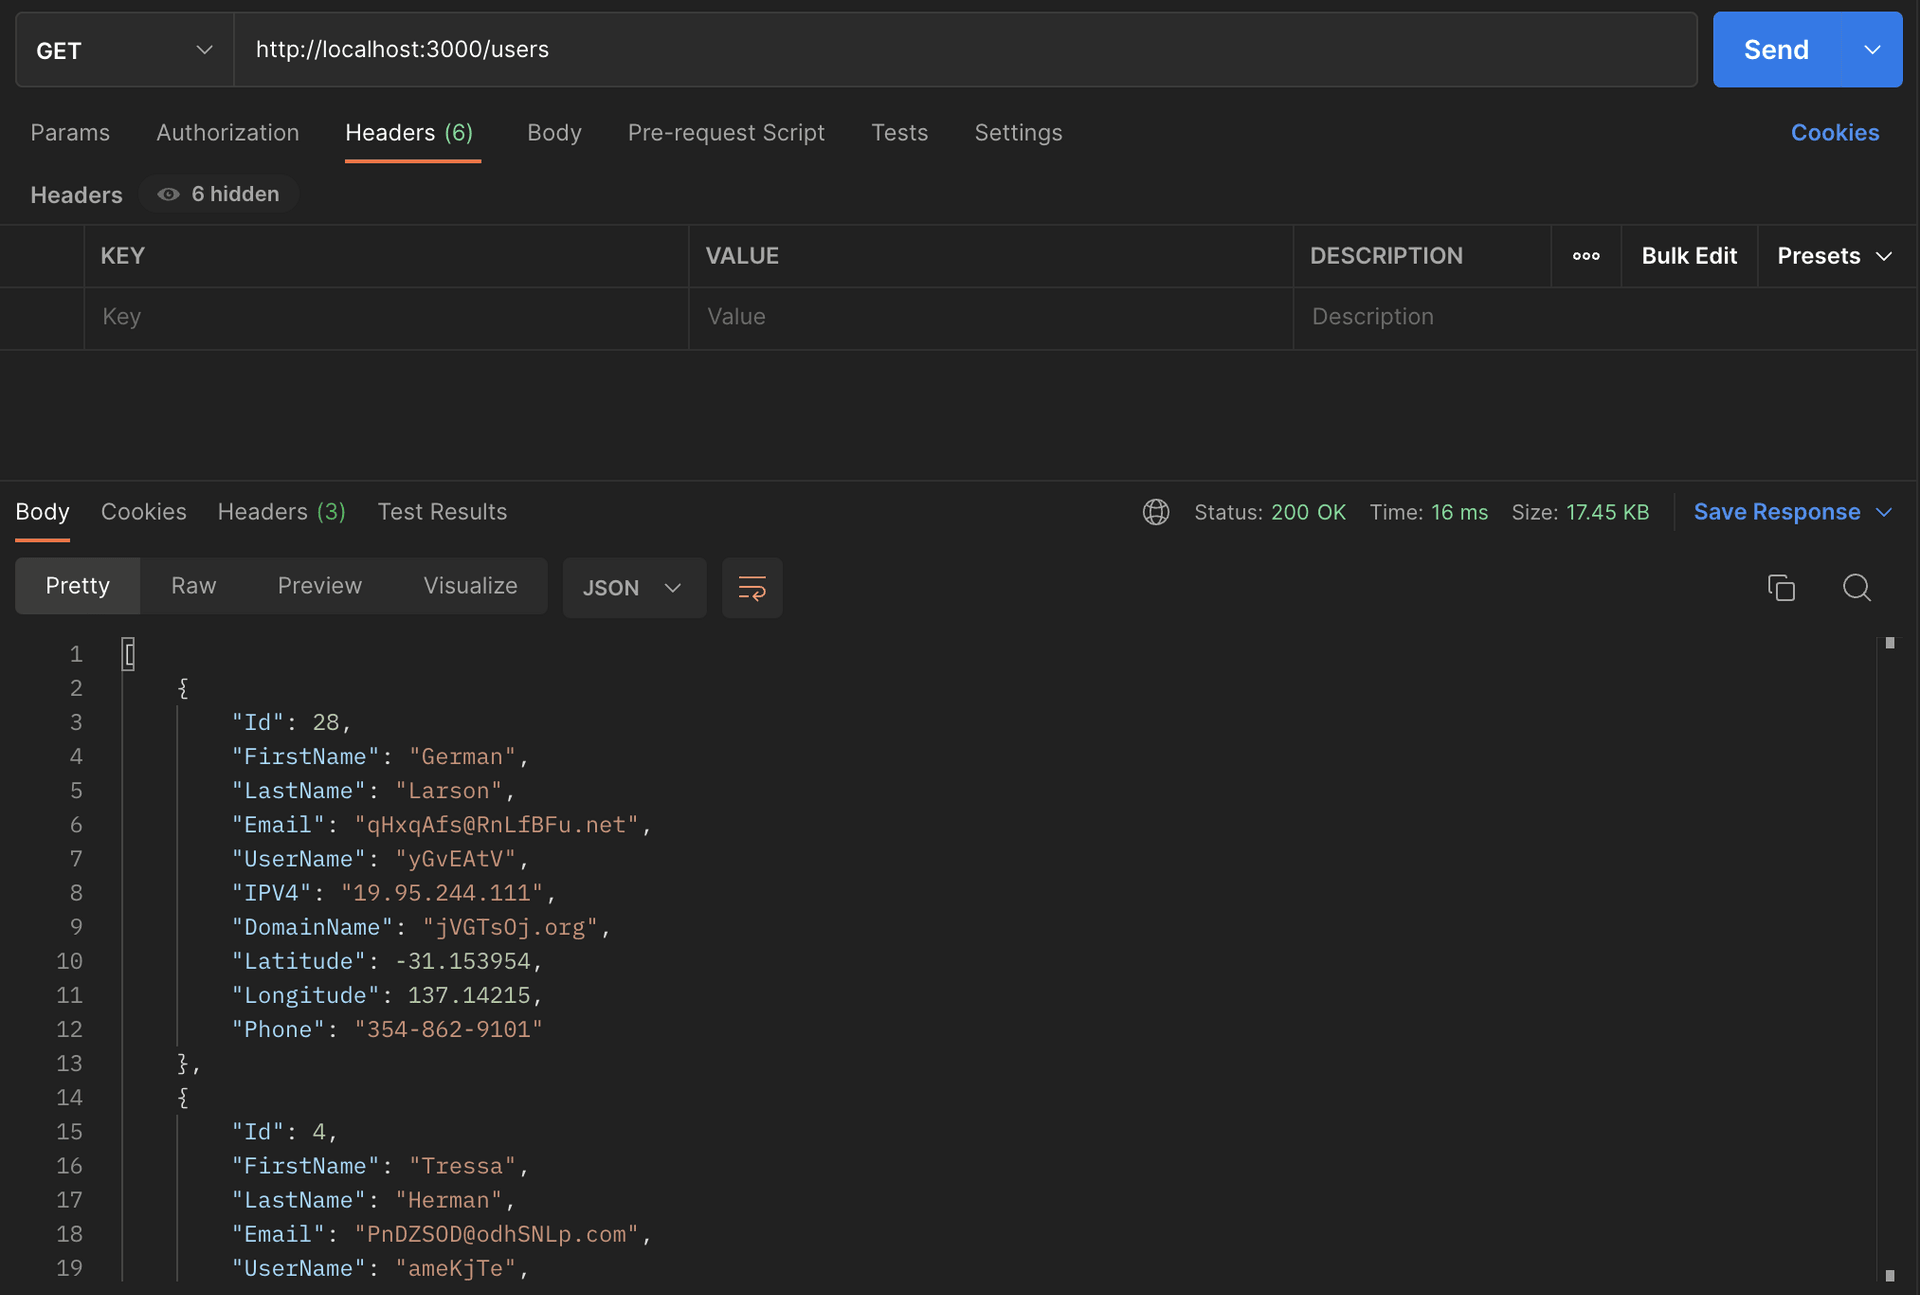 GET http://localhost:3000/users Send
Params Authorization Headers (6) Body Pre-request Script Tests Settings Cookies
Headers 6 hidden
KEY VALUE DESCRIPTION ooo Bulk Edit Presets
Key Value Description
Body Cookies Headers (3) Test Results Status: 200 OK Time: 16 ms Size: 17.45 KB Save Response
Pretty Raw Preview Visualize JSON
1 [
2 {
3 "Id": 28,
4 "FirstName": "German",
5 "LastName": "Larson",
6 "Email": "qHxqAfs@RnLfBFu.net",
7 "UserName": "yGvEAtV",
8 "IPV4": "19.95.244.111",
9 "DomainName": "jVGTsOj.org",
10 "Latitude": -31.153954,
11 "Longitude": 137.14215,
12 "Phone": "354-862-9101"
13 },
14 {
15 "Id": 4,
16 "FirstName": "Tressa",
17 "LastName": "Herman",
18 "Email": "PnDZSOD@odhSNLp.com",
19 "UserName": "ameKjTe",